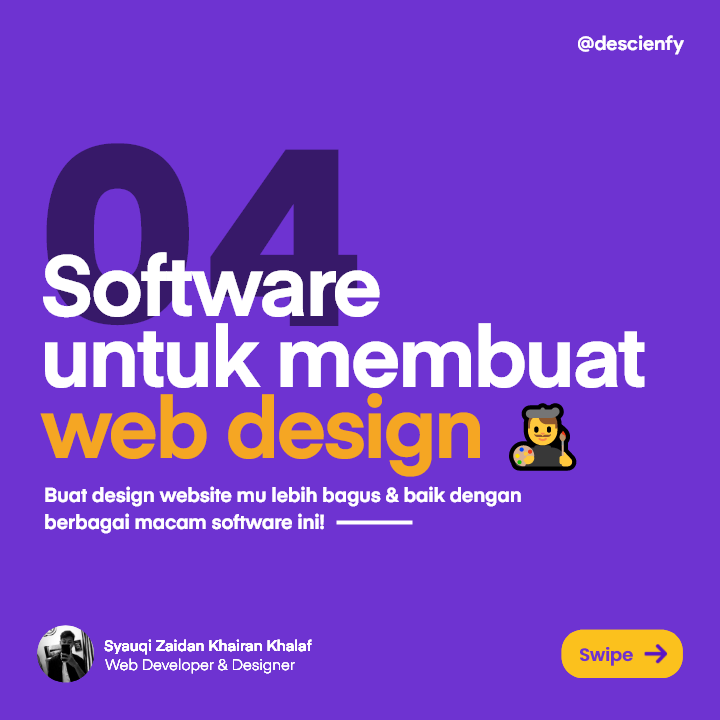 @descienfy
04
Software
untuk membuat
web design
Buat design website mu lebih bagus & baik dengan
berbagai macam software ini!
Syauqi Zaidan Khairan Khalaf
Web Developer & Designer
Swipe